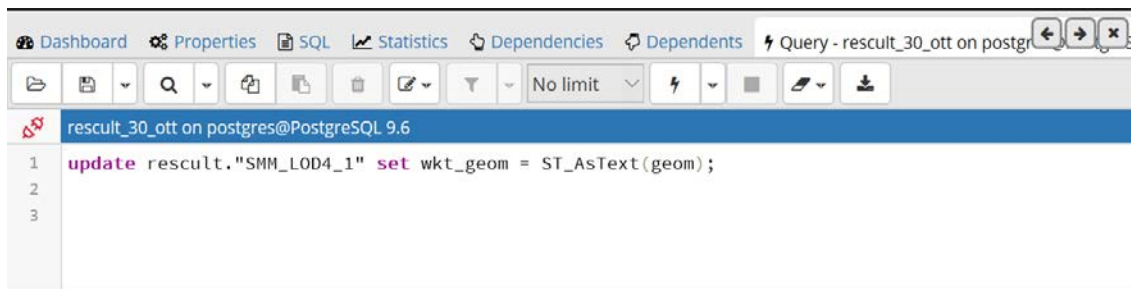 Dashboard Properties SQL Statistics Dependencies Dependents Query - rescult_30_ott on postgr
No limit
rescult_30_ott on postgres@PostgreSQL 9.6
1 update rescult."SMM_LOD4_1" set wkt_geom = ST_AsText(geom);
2
3